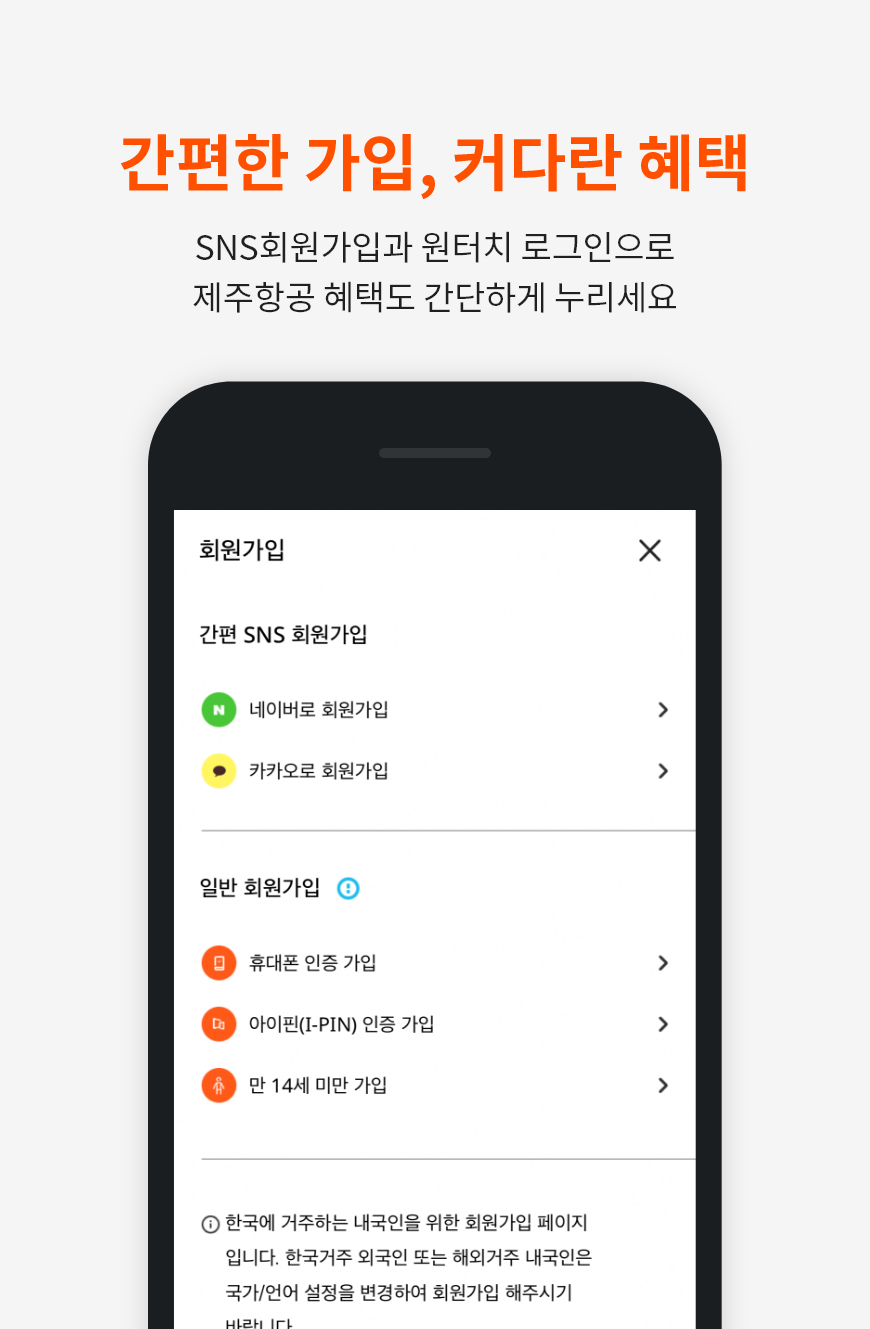 간편한 가입, 커다란 혜택
SNS회원가입과 원터치 로그인으로
제주항공 혜택도 간단하게 누리세요
회원가입
간편 SNS 회원가입
N 네이버로 회원가입
카카오로 회원가입
일반 회원가입
휴대폰 인증 가입
아이핀(I-PIN) 인증 가입
만 14세 미만 가입
한국에 거주하는 내국인을 위한 회원가입 페이지
입니다. 한국거주 외국인 또는 해외거주 내국인은
국가/언어 설정을 변경하여 회원가입 해주시기
바랍니다